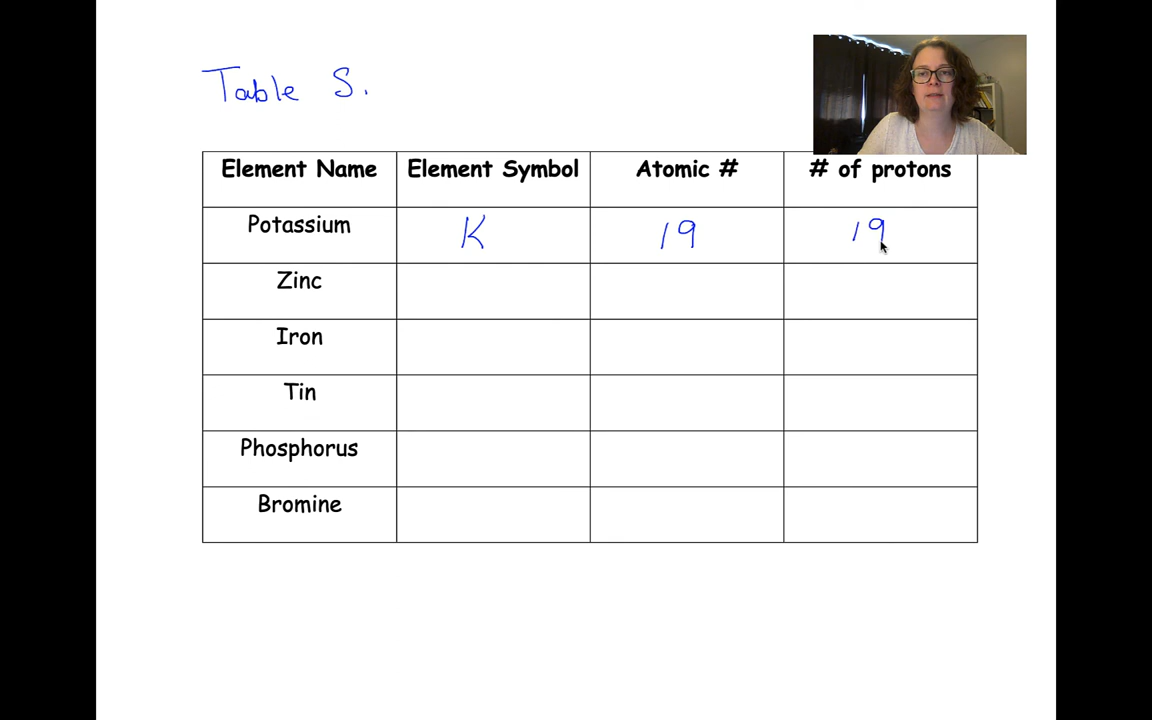 Table S.
Element Name Element Symbol Atomic # # of protons
Potassium K 19 19
Zinc
Iron
Tin
Phosphorus
Bromine